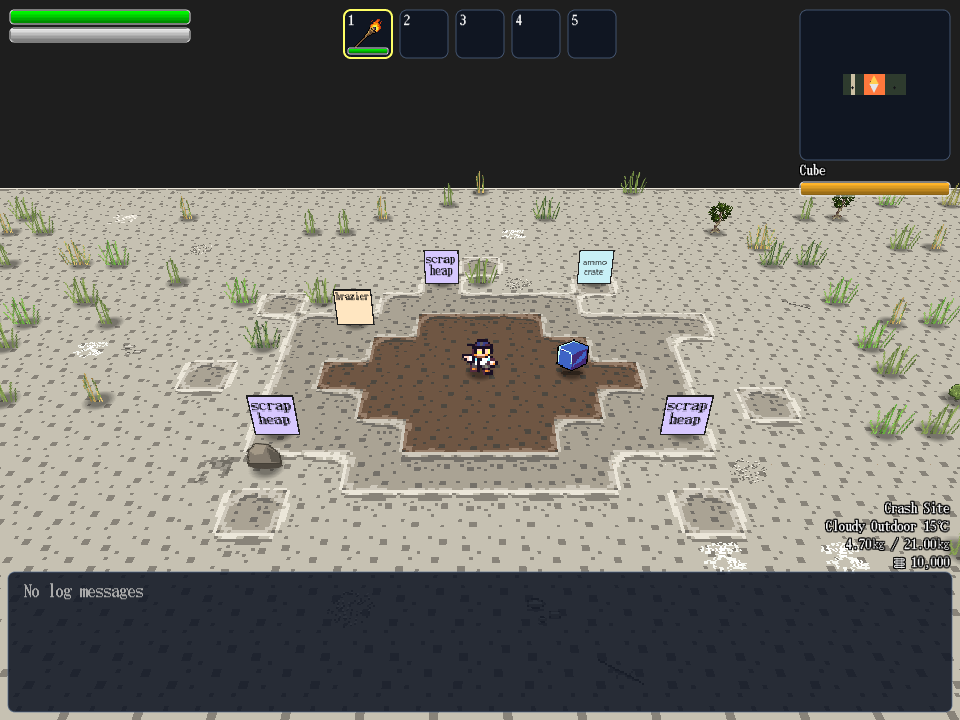 1 2 3 4 5
Cube
scrap
heap
ammo
crate
brazier
scrap
heap
scrap
heap
Crash Site
Cloudy Outdoor 15℃
4.70kg / 21.00kg
10,000
No log messages